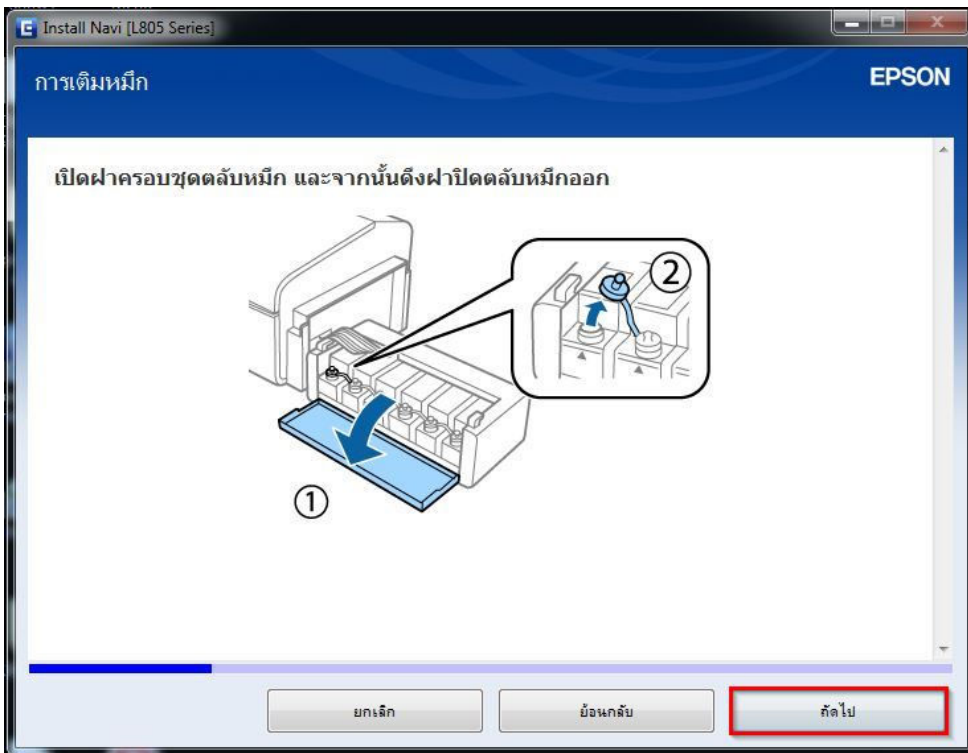 Install Navi [L805 Series]
การเติมหมึก
EPSON
เปิดฝาครอบชุดตลับหมึก และจากนั้นดึงฝาปิดตลับหมึกออก
②
①
ยกเลิก
ย้อนกลับ
ถัดไป